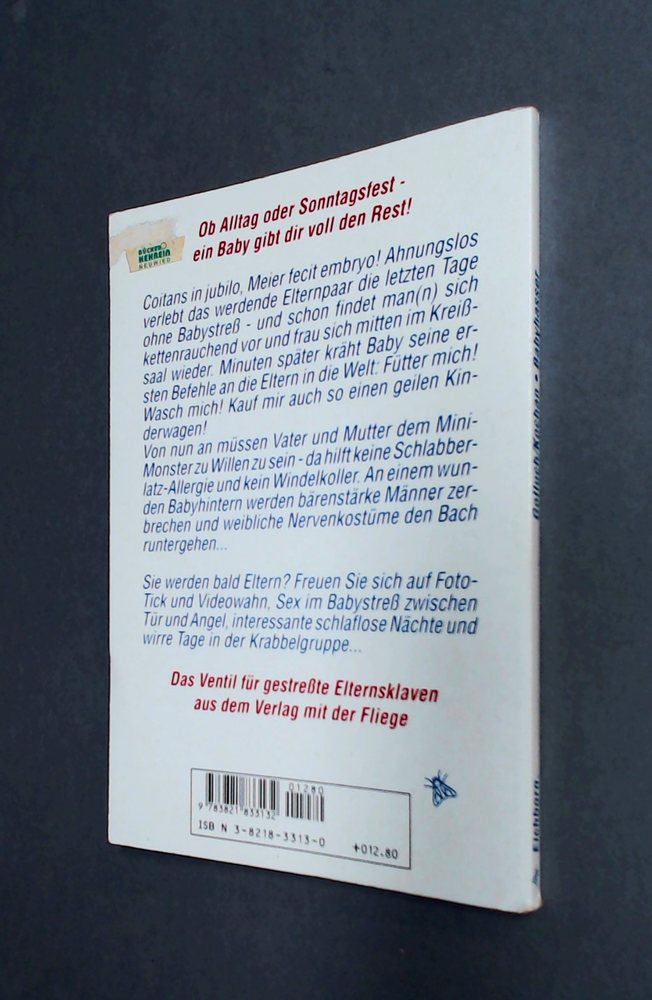 Ob Alltag oder Sonntagsfest -
ein Baby gibt dir voll den Rest!
BÜCHER
HEHREIN
NEUWIED
Coitans in jubilo, Meier fecit embryo! Ahnungslos
verlebt das werdende Elternpaar die letzten Tage
ohne Babystreß - und schon findet man(n) sich
kettenrauchend vor und frau sich mitten im Kreiß-
saal wieder. Minuten später kräht Baby seine er-
sten Befehle an die Eltern in die Welt: Fütter mich!
Wasch mich! Kauf mir auch so einen geilen Kin-
derwagen!
Von nun an müssen Vater und Mutter dem Mini-
Monster zu Willen zu sein - da hilft keine Schlabber-
latz-Allergie und kein Windelkoller. An einem wun-
den Babyhintern werden bärenstärke Männer zer-
brechen und weibliche Nervenkostüme den Bach
runtergehen...
Sie werden bald Eltern? Freuen Sie sich auf Foto-
Tick und Videowahn, Sex im Babystreß zwischen
Tür und Angel, interessante schlaflose Nächte und
wirre Tage in der Krabbelgruppe...
Das Ventil für gestreßte Elternsklaven
aus dem Verlag mit der Fliege
01280
9 783821 833132
ISBN 3-8218-3313-0
+012.80
Eichborn